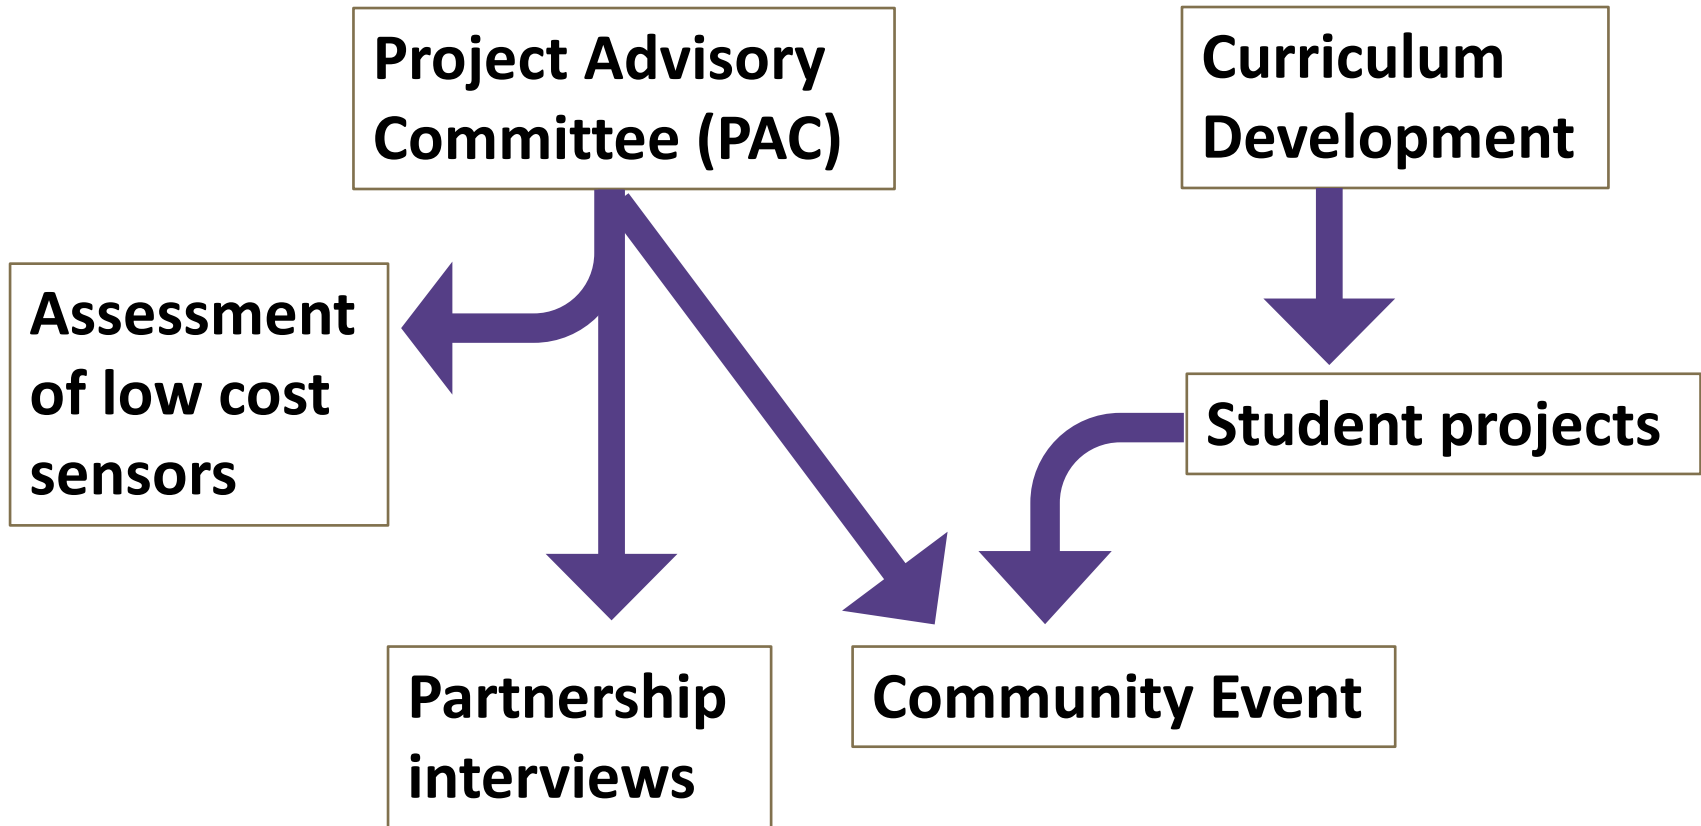 Project Advisory
Committee (PAC)
Curriculum
Development
Assessment
of low cost
sensors
Student projects
Partnership
interviews
Community Event